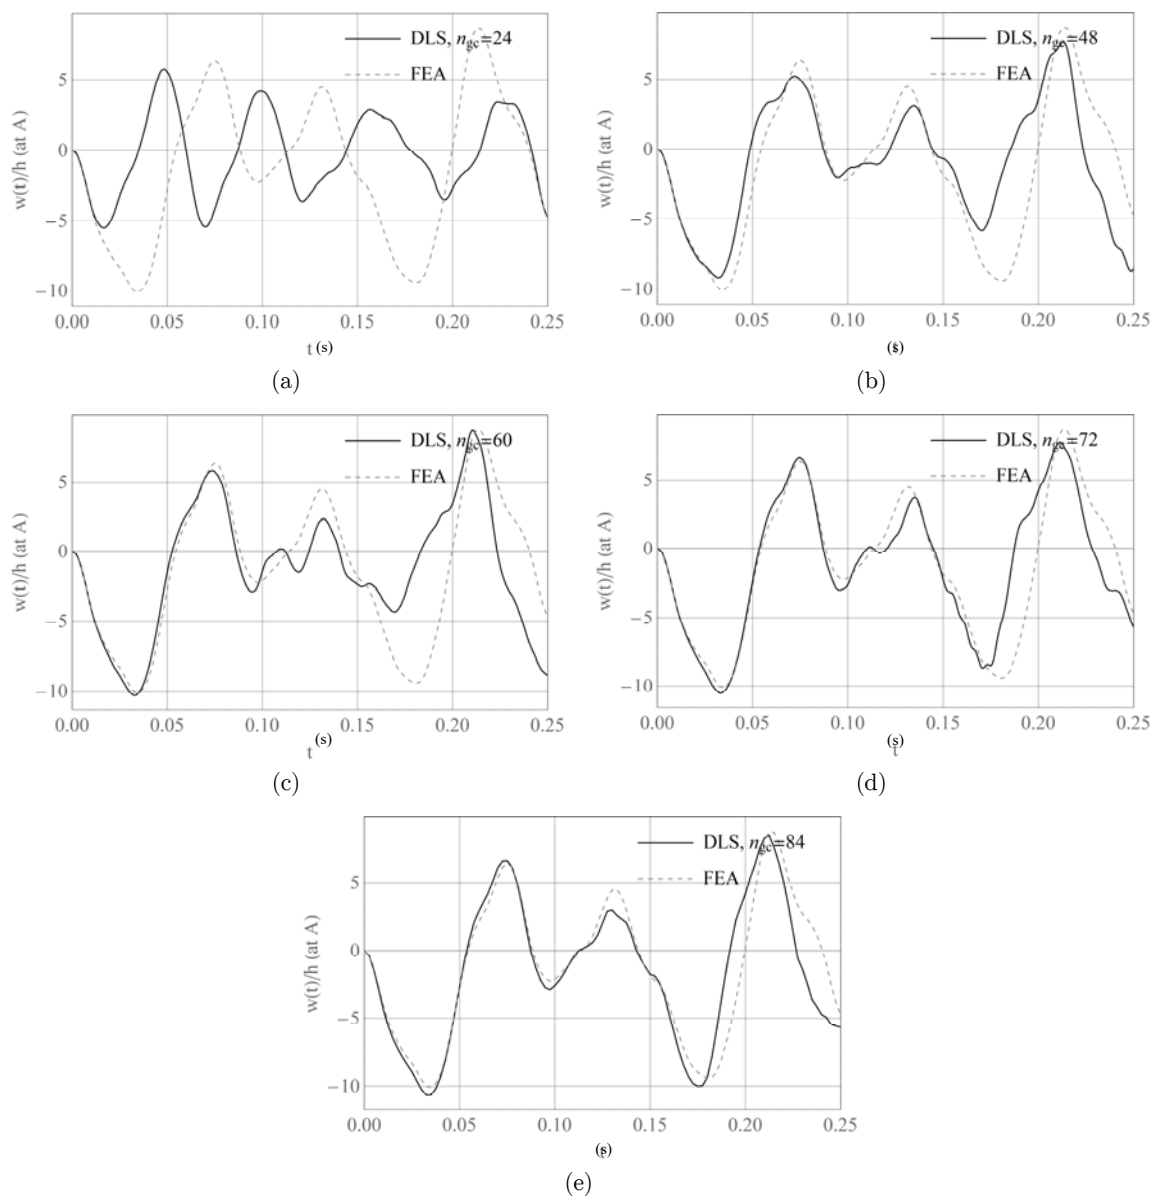 DLS, n_gc=24
FEA
5
0
−5
−10
w(t)/h (at A)
0.00 0.05 0.10 0.15 0.20 0.25
t (s)
(a)
DLS, n_gc=48
FEA
5
0
−5
−10
w(t)/h (at A)
0.00 0.05 0.10 0.15 0.20 0.25
(s)
(b)
DLS, n_gc=60
FEA
5
0
−5
−10
w(t)/h (at A)
0.00 0.05 0.10 0.15 0.20 0.25
t (s)
(c)
DLS, n_gc=72
FEA
5
0
−5
−10
w(t)/h (at A)
0.00 0.05 0.10 0.15 0.20 0.25
(s)
t
(d)
DLS, n_gc=84
FEA
5
0
−5
−10
w(t)/h (at A)
0.00 0.05 0.10 0.15 0.20 0.25
(s)
(e)